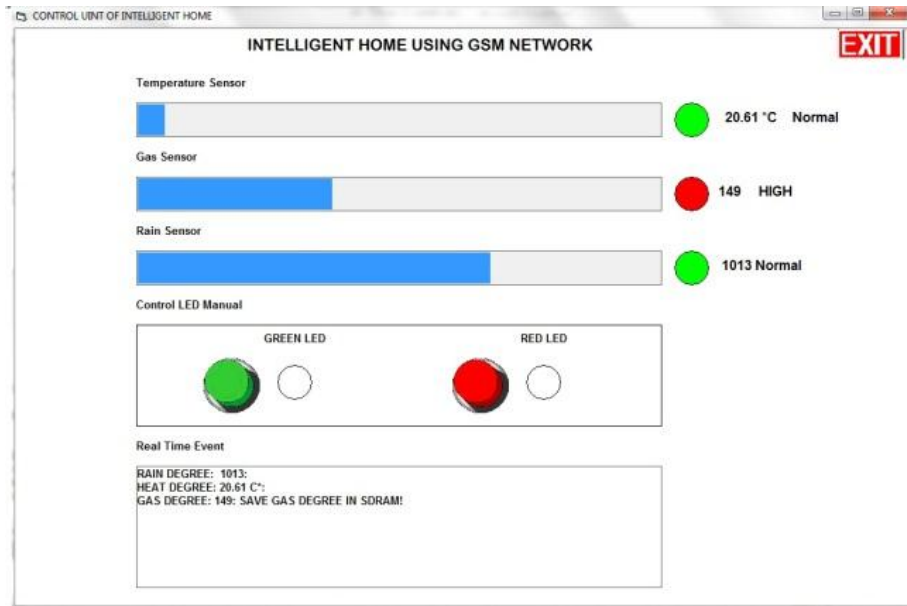 CONTROL UINT OF INTELLIGENT HOME
INTELLIGENT HOME USING GSM NETWORK
EXIT
Temperature Sensor
20.61 °C Normal
Gas Sensor
149 HIGH
Rain Sensor
1013 Normal
Control LED Manual
GREEN LED
RED LED
Real Time Event
RAIN DEGREE: 1013:
HEAT DEGREE: 20.61 C°:
GAS DEGREE: 149: SAVE GAS DEGREE IN SDRAM!